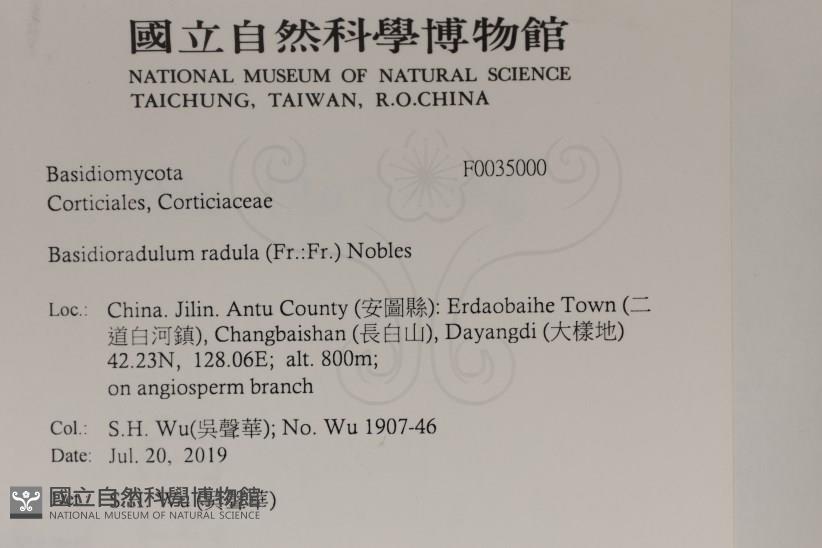 國立自然科學博物館
NATIONAL MUSEUM OF NATURAL SCIENCE
TAICHUNG, TAIWAN, R.O.CHINA
Basidiomycota F0035000
Corticiales, Corticiaceae
Basidioradulum radula (Fr.:Fr.) Nobles
Loc.: China. Jilin. Antu County (安圖縣): Erdaobaihe Town (二
道白河鎮), Changbaishan (長白山), Dayangdi (大樣地)
42.23N, 128.06E; alt. 800m;
on angiosperm branch
Col.: S.H. Wu(吳聲華); No. Wu 1907-46
Date: Jul. 20, 2019
S.H. Wu (吳聲華)
國立自然科學博物館
NATIONAL MUSEUM OF NATURAL SCIENCE